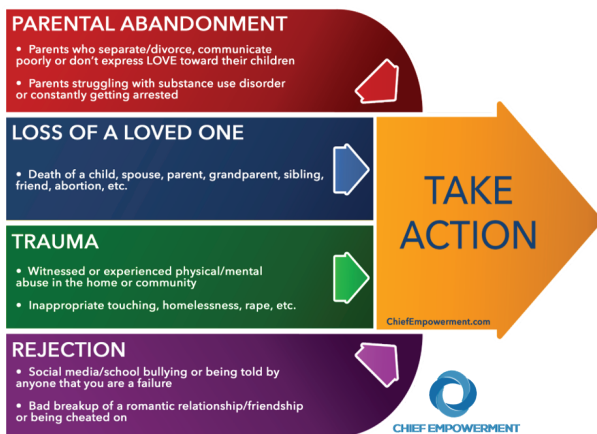 PARENTAL ABANDONMENT
• Parents who separate/divorce, communicate
poorly or don't express LOVE toward their children
• Parents struggling with substance use disorder
or constantly getting arrested
LOSS OF A LOVED ONE
• Death of a child, spouse, parent, grandparent, sibling,
friend, abortion, etc.
TRAUMA
• Witnessed or experienced physical/mental
abuse in the home or community
• Inappropriate touching, homelessness, rape, etc.
REJECTION
• Social media/school bullying or being told by
anyone that you are a failure
• Bad breakup of a romantic relationship/friendship
or being cheated on
TAKE
ACTION
ChiefEmpowerment.com
CHIEF EMPOWERMENT